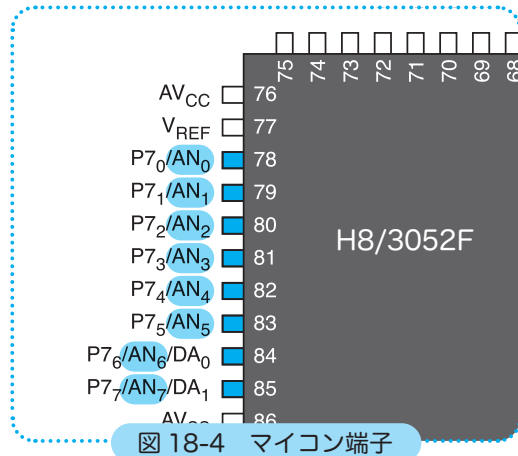 75 74 73 72 71 70 69 68
AVCC 76
VREF 77
P70/AN0 78
P71/AN1 79
P72/AN2 80
P73/AN3 81
P74/AN4 82
P75/AN5 83
P76/AN6/DA0 84
P77/AN7/DA1 85
86
H8/3052F
図 18-4 マイコン端子